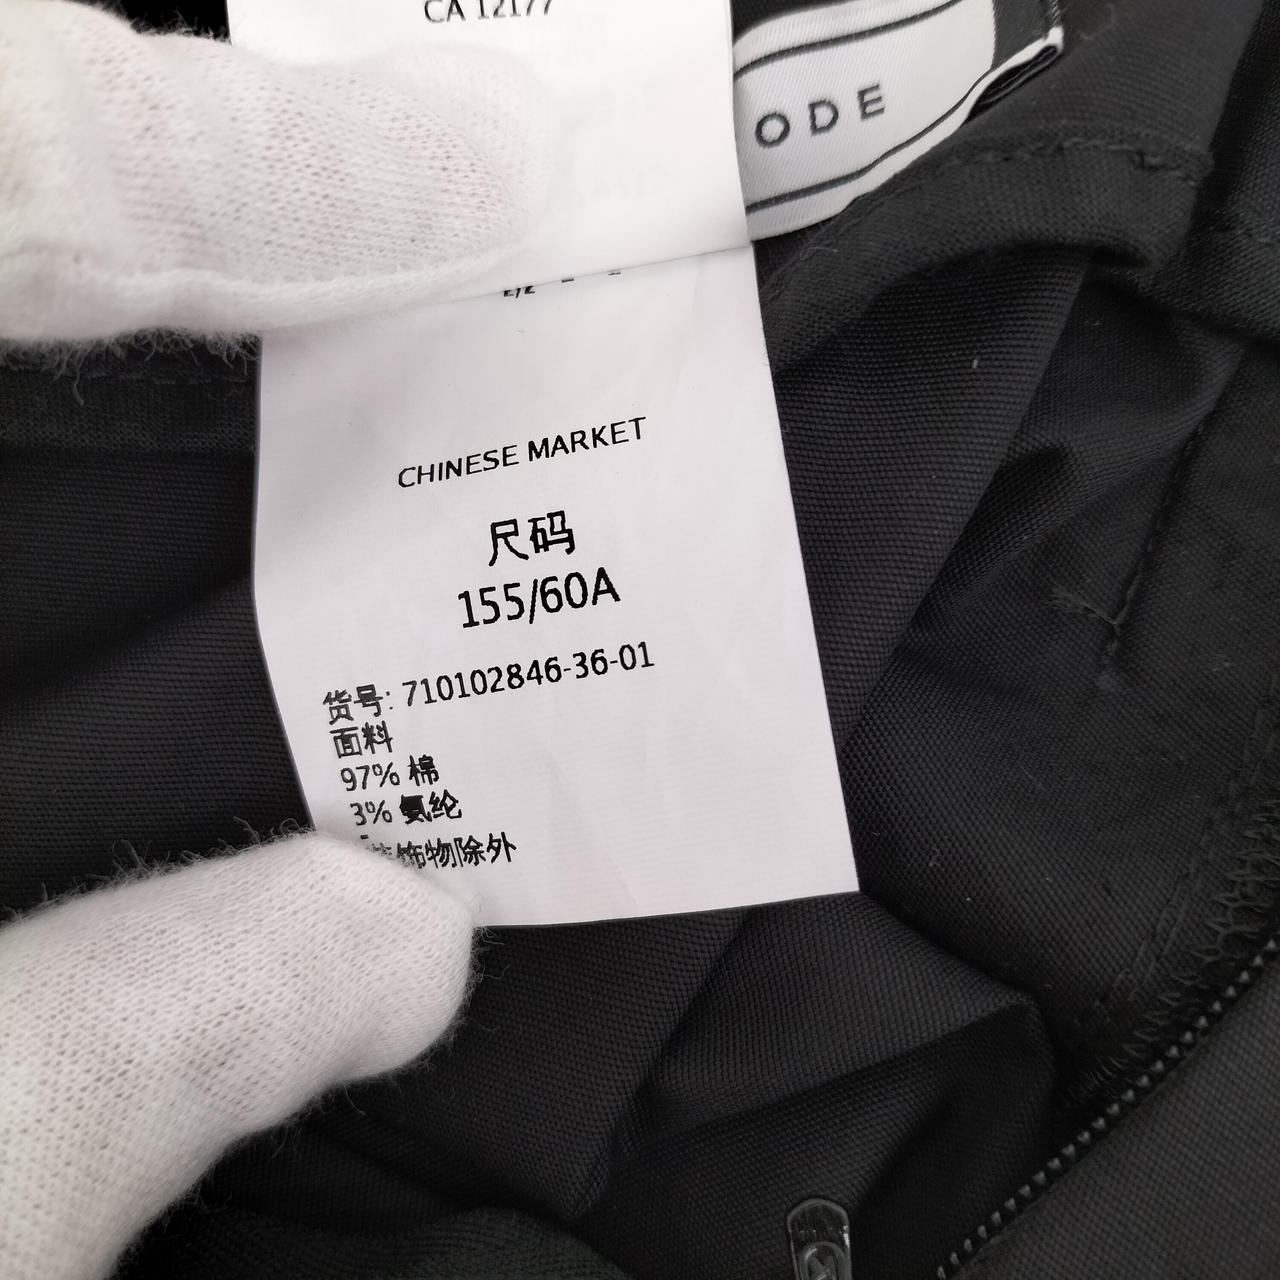 CA 12177
ODE
CHINESE MARKET
尺码
155/60A
货号: 710102846-36-01
面料
97% 棉
3% 氨纶
装饰物除外